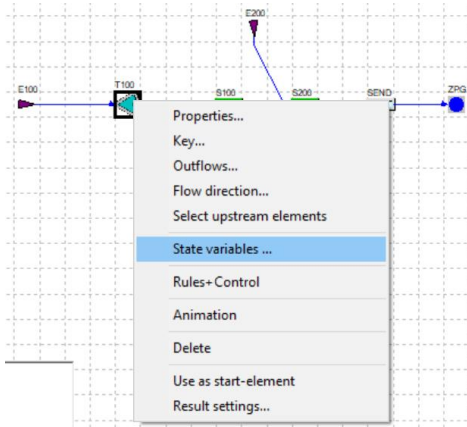 E200
E100
T100
S100
S200
SEND
ZPG
Properties...
Key...
Outflows...
Flow direction...
Select upstream elements
State variables ...
Rules+Control
Animation
Delete
Use as start-element
Result settings...